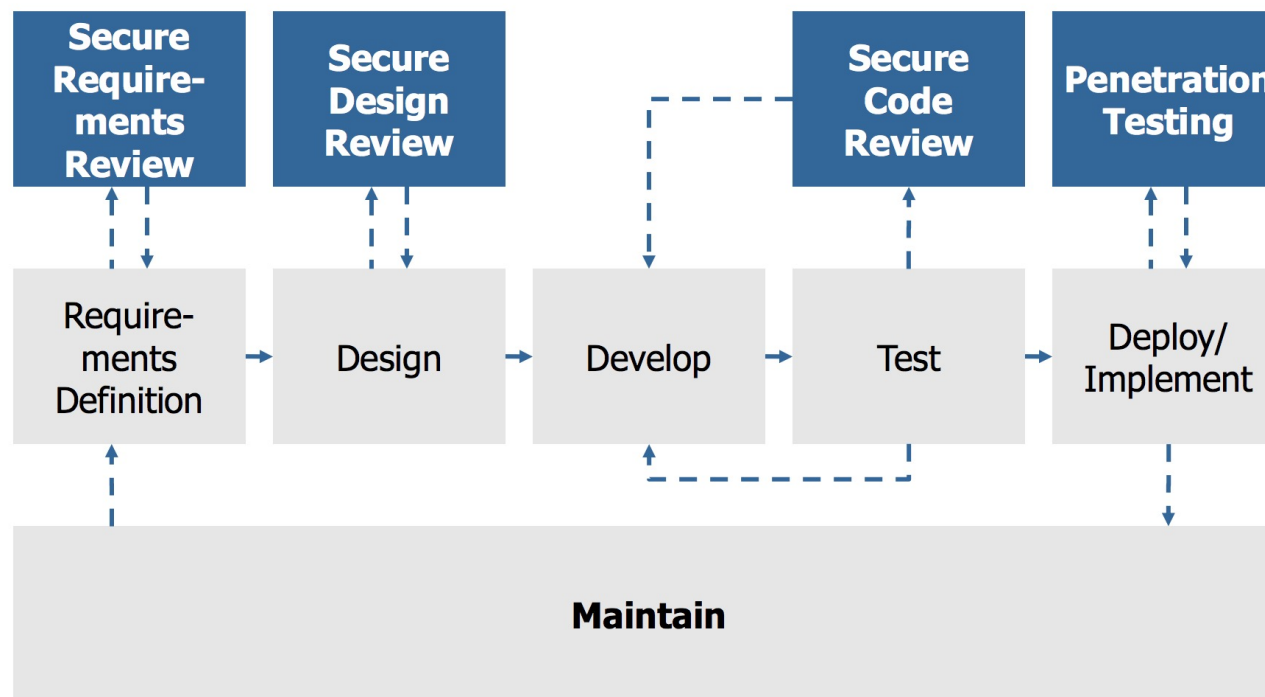 Secure
Require-
ments
Review
Secure
Design
Review
Secure
Code
Review
Penetration
Testing
Require-
ments
Definition
Design
Develop
Test
Deploy/
Implement
Maintain